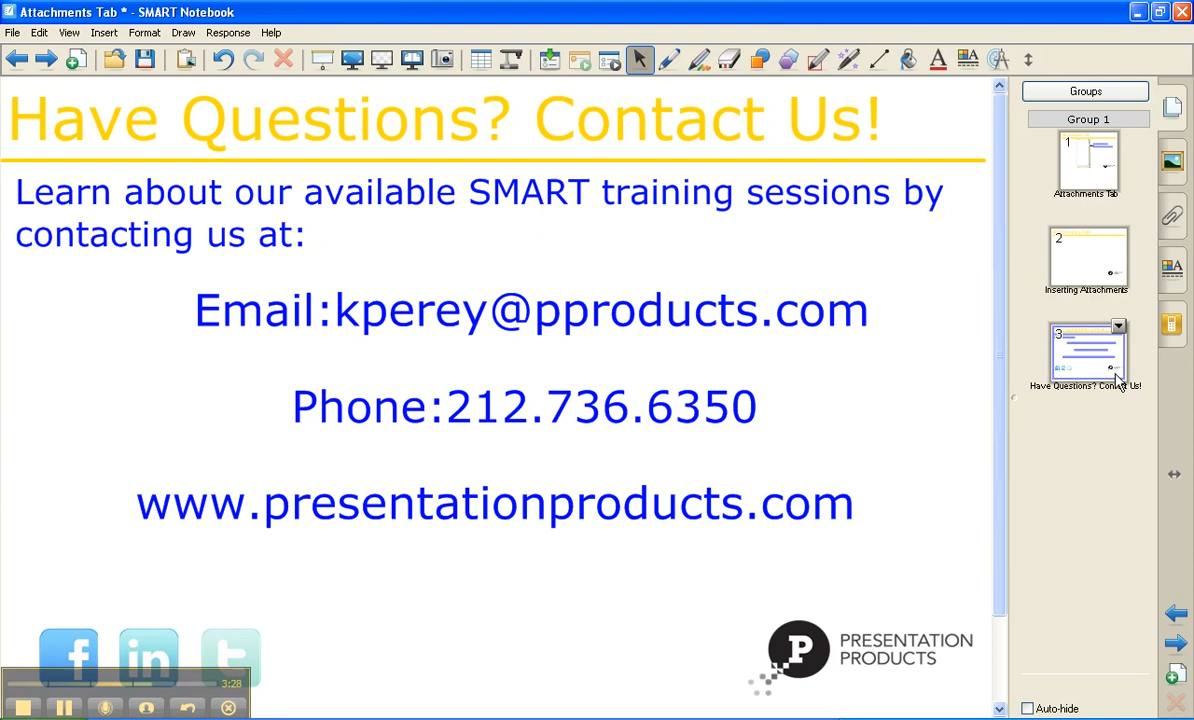 Attachments Tab * - SMART Notebook
File Edit View Insert Format Draw Response Help
Have Questions? Contact Us!
Learn about our available SMART training sessions by
contacting us at:
Email:kperey@pproducts.com
Phone:212.736.6350
www.presentationproducts.com
f in t
P PRESENTATION
PRODUCTS
3:28
Groups
Group 1
1
Attachments Tab
2
Inserting Attachments
3
Have Questions? Contact Us!
Auto-hide